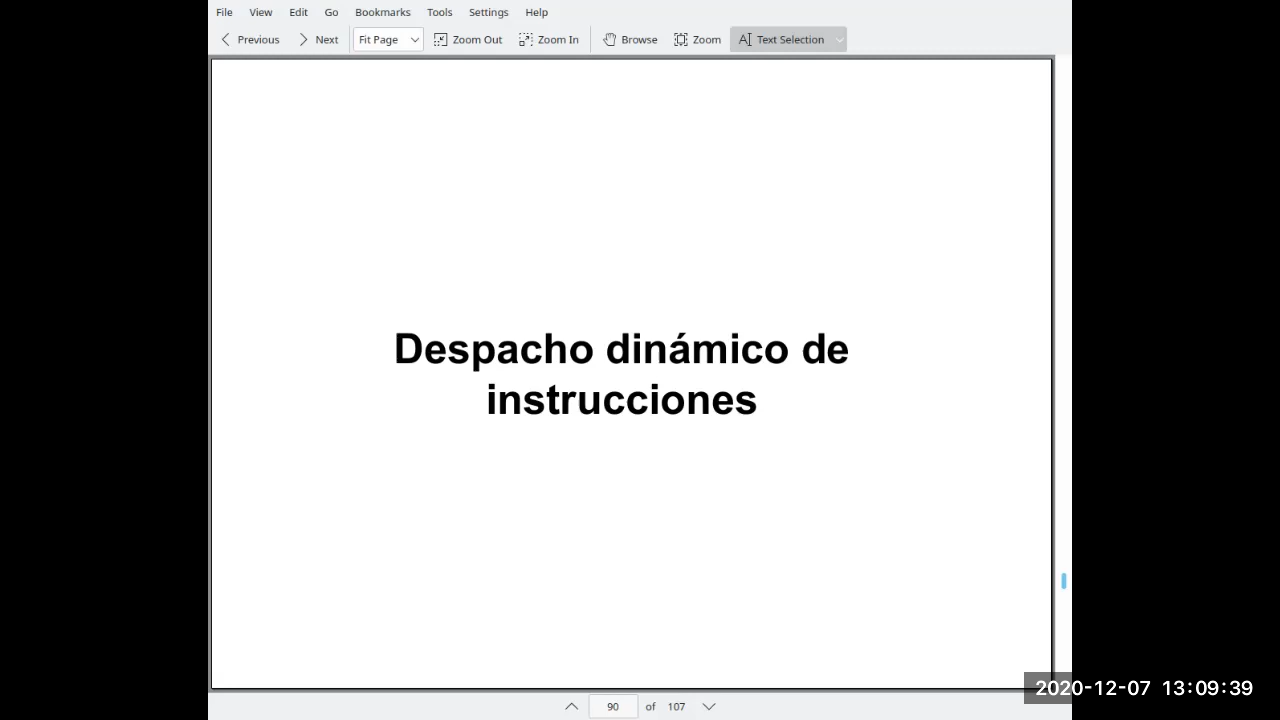 File View Edit Go Bookmarks Tools Settings Help
Previous Next Fit Page Zoom Out Zoom In Browse Zoom Text Selection
Despacho dinámico de
instrucciones
2020-12-07 13:09:39
90 of 107